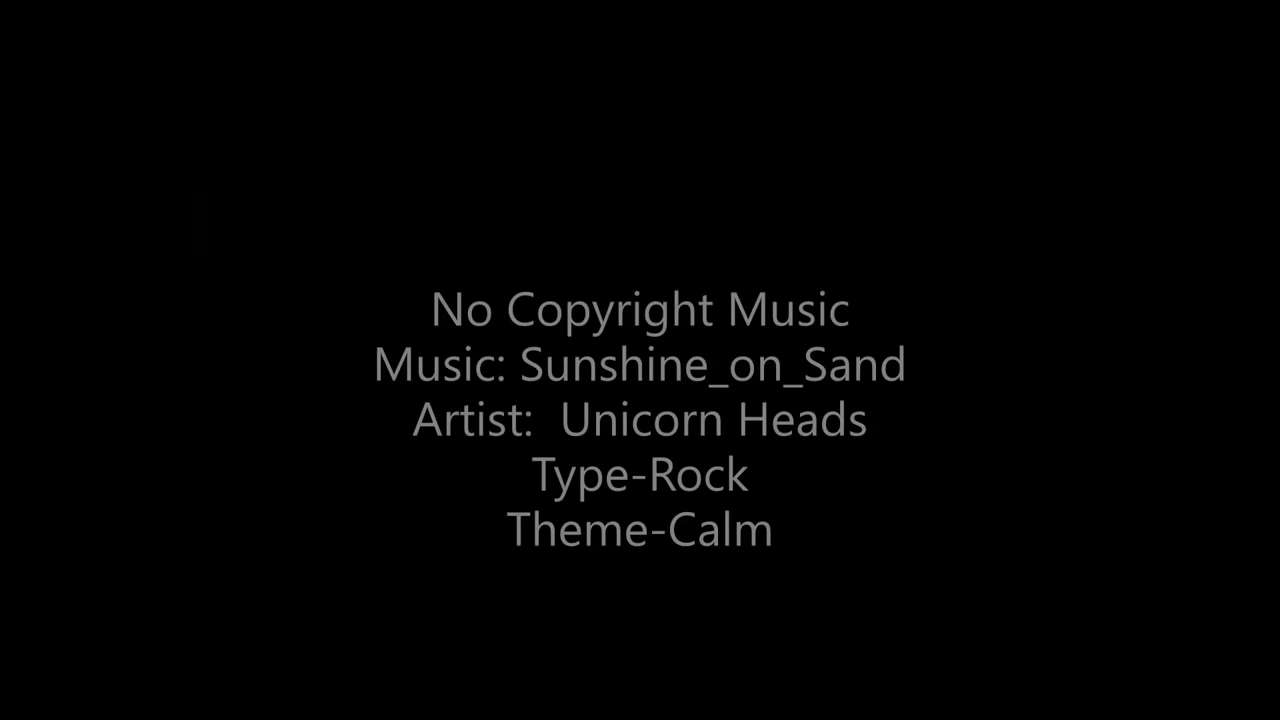 No Copyright Music
Music: Sunshine_on_Sand
Artist:  Unicorn Heads
Type-Rock
Theme-Calm